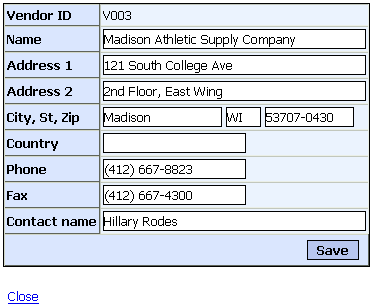 Vendor ID V003
Name Madison Athletic Supply Company
Address 1 121 South College Ave
Address 2 2nd Floor, East Wing
City, St, Zip Madison WI 53707-0430
Country
Phone (412) 667-8823
Fax (412) 667-4300
Contact name Hillary Rodes
Save
Close